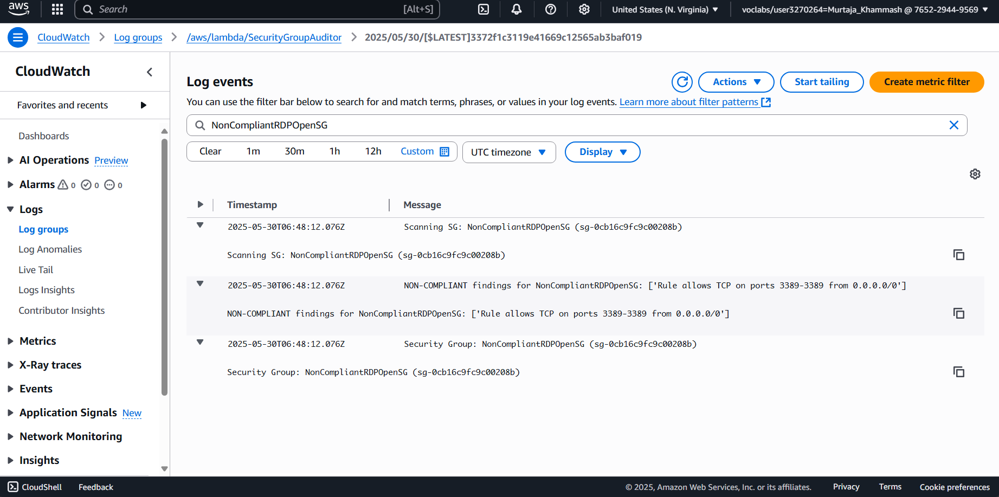 aws
Search
[Alt+S]
United States (N. Virginia)
voclabs/user3270264=Murtaja_Khammash @ 7652-2944-9569
CloudWatch
Log groups
/aws/lambda/SecurityGroupAuditor
2025/05/30/[$LATEST]3372f1c3119e41669c12565ab3baf019
CloudWatch
Favorites and recents
Dashboards
AI Operations Preview
Alarms 0 0 0
Logs
Log groups
Log Anomalies
Live Tail
Logs Insights
Contributor Insights
Metrics
X-Ray traces
Events
Application Signals New
Network Monitoring
Insights
Log events
Actions
Start tailing
Create metric filter
You can use the filter bar below to search for and match terms, phrases, or values in your log events. Learn more about filter patterns
NonCompliantRDPOpenSG
Clear 1m 30m 1h 12h Custom
UTC timezone
Display
Timestamp Message
2025-05-30T06:48:12.076Z Scanning SG: NonCompliantRDPOpenSG (sg-0cb16c9fc9c00208b)
Scanning SG: NonCompliantRDPOpenSG (sg-0cb16c9fc9c00208b)
2025-05-30T06:48:12.076Z NON-COMPLIANT findings for NonCompliantRDPOpenSG: ['Rule allows TCP on ports 3389-3389 from 0.0.0.0/0']
NON-COMPLIANT findings for NonCompliantRDPOpenSG: ['Rule allows TCP on ports 3389-3389 from 0.0.0.0/0']
2025-05-30T06:48:12.076Z Security Group: NonCompliantRDPOpenSG (sg-0cb16c9fc9c00208b)
Security Group: NonCompliantRDPOpenSG (sg-0cb16c9fc9c00208b)
CloudShell
Feedback
© 2025, Amazon Web Services, Inc. or its affiliates.
Privacy
Terms
Cookie preferences